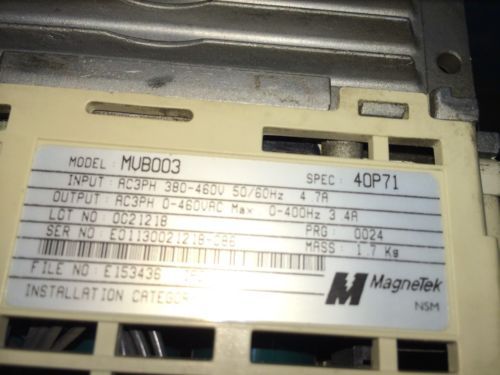 MODEL: MVB003 SPEC: 40P71
INPUT: AC3PH 380-460V 50/60Hz 4.7A
OUTPUT: AC3PH 0-460VAC Max 0-400Hz 3.4A
LOT NO : 0C21218 PRG: 0024
SER NO: E01130021218-086 MASS: 1.7 Kg
FILE NO: E153436
INSTALLATION
MagneTek
NSM